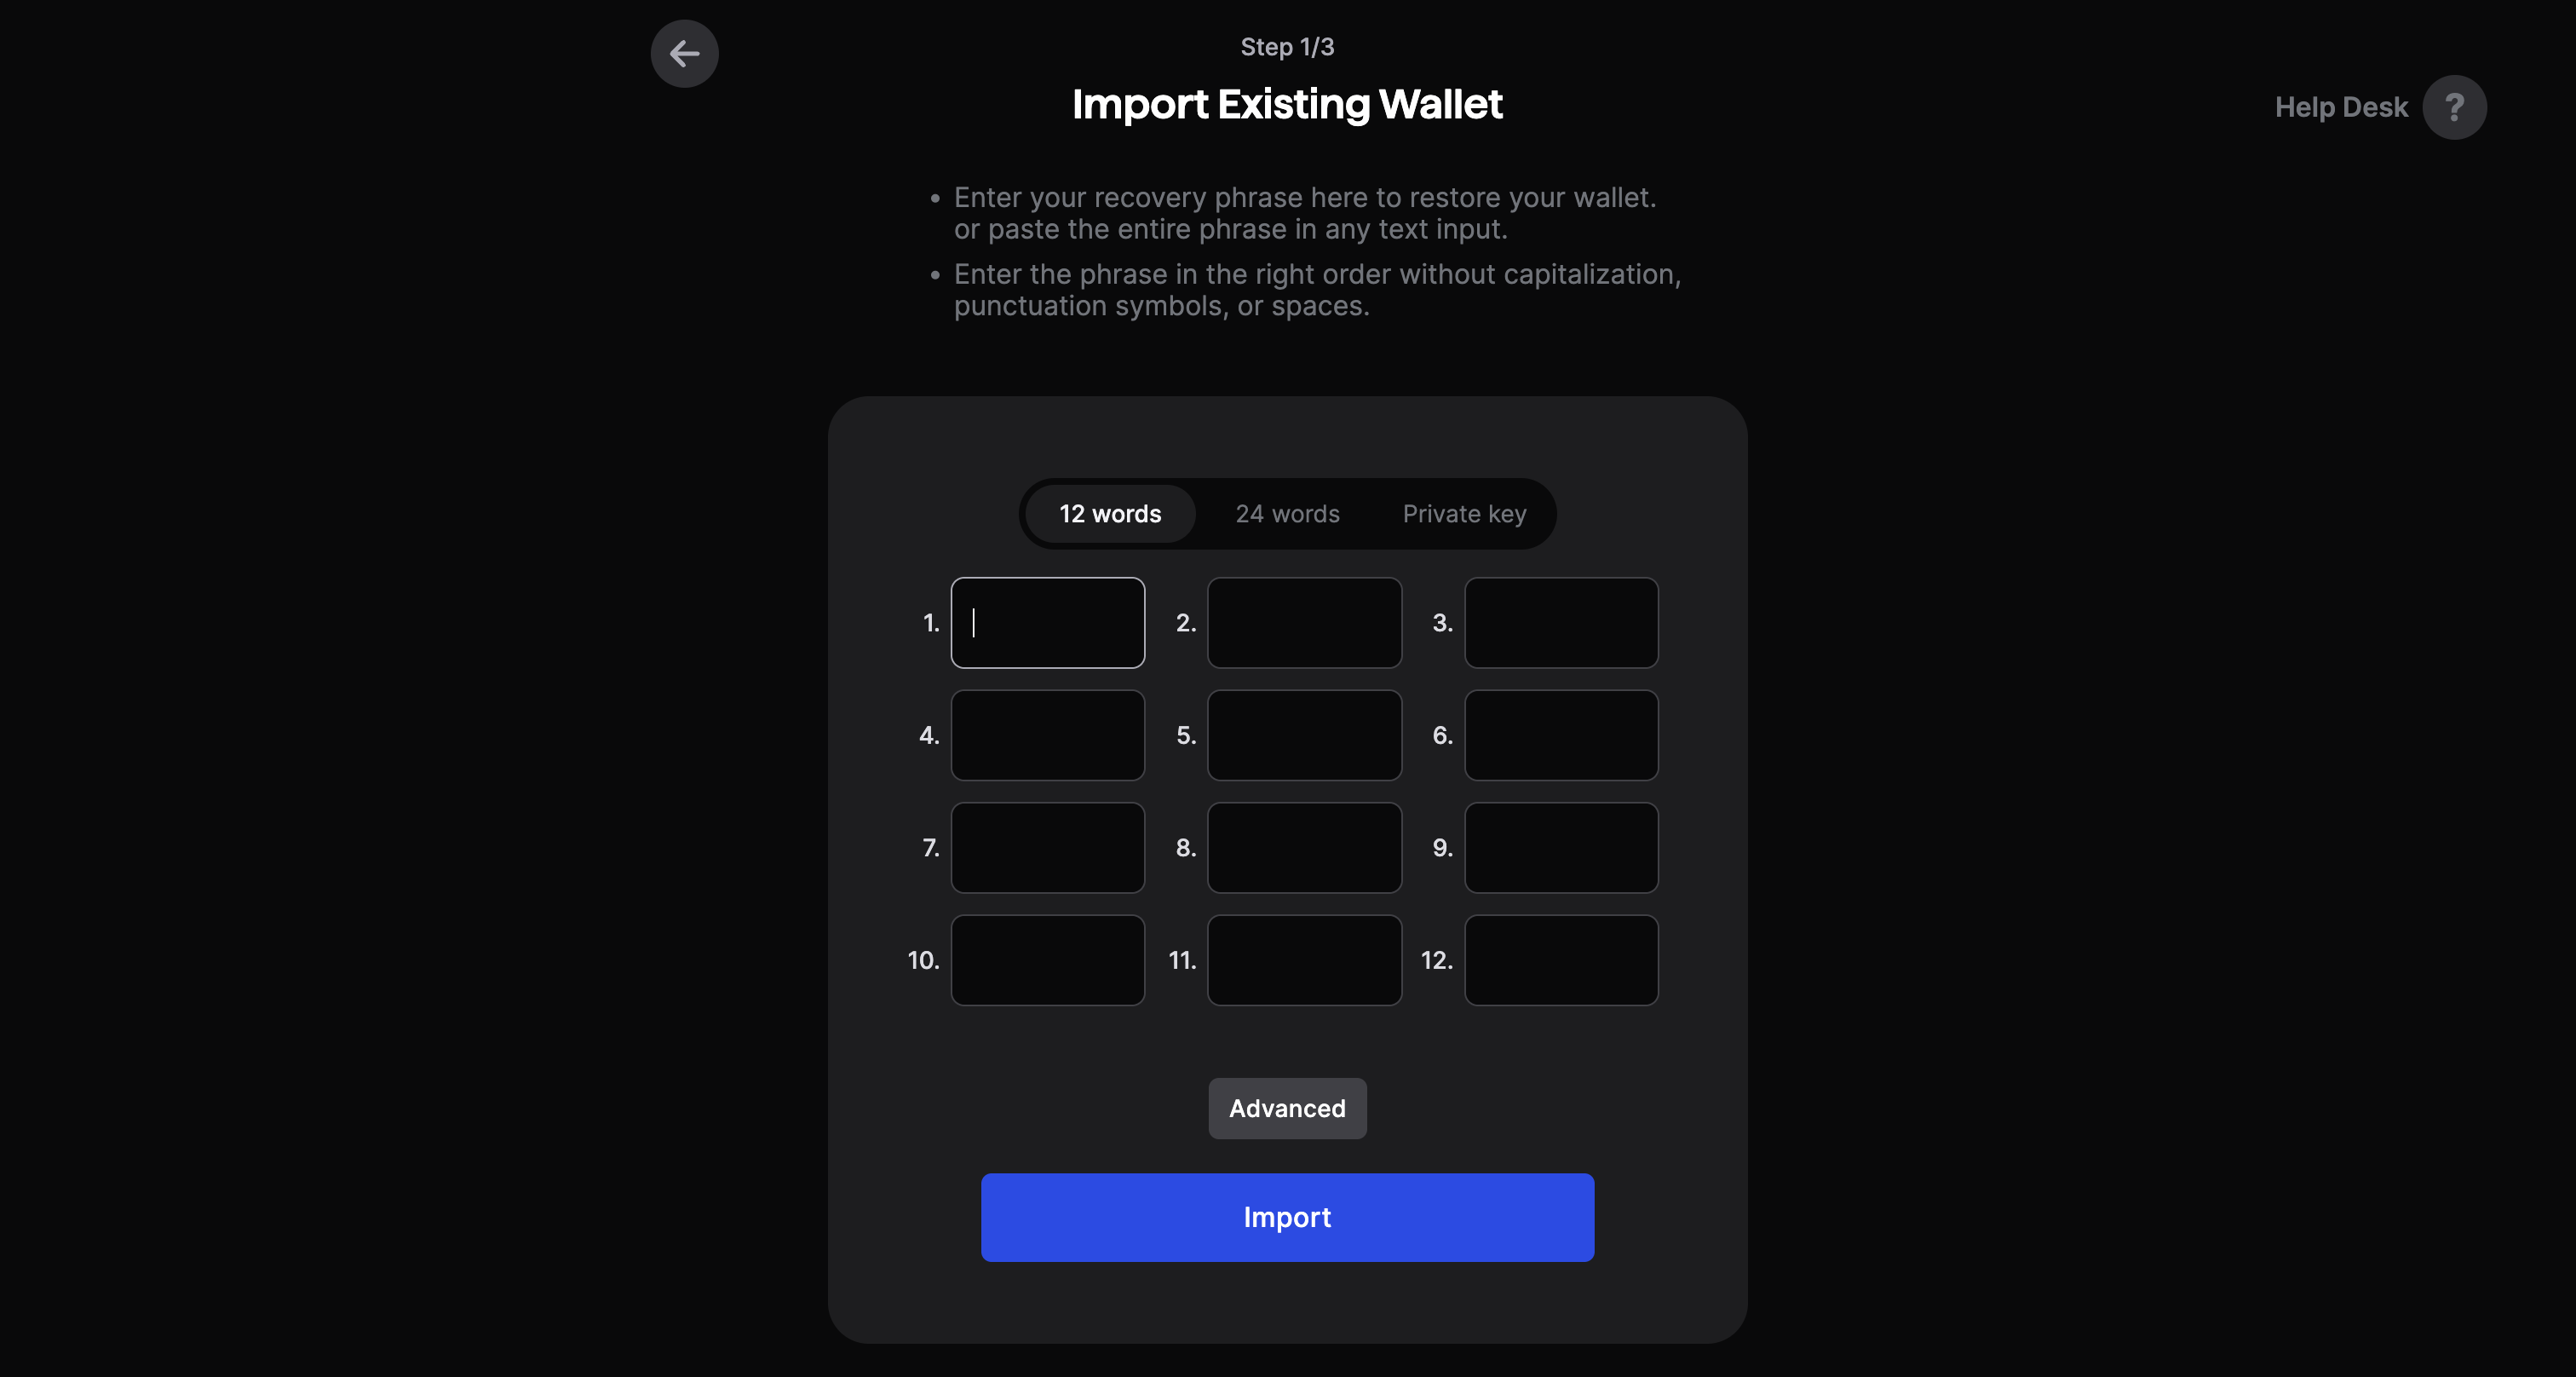 Step 1/3
Import Existing Wallet
Help Desk ?
• Enter your recovery phrase here to restore your wallet.
or paste the entire phrase in any text input.
• Enter the phrase in the right order without capitalization,
punctuation symbols, or spaces.
12 words 24 words Private key
1. 2. 3.
4. 5. 6.
7. 8. 9.
10. 11. 12.
Advanced
Import